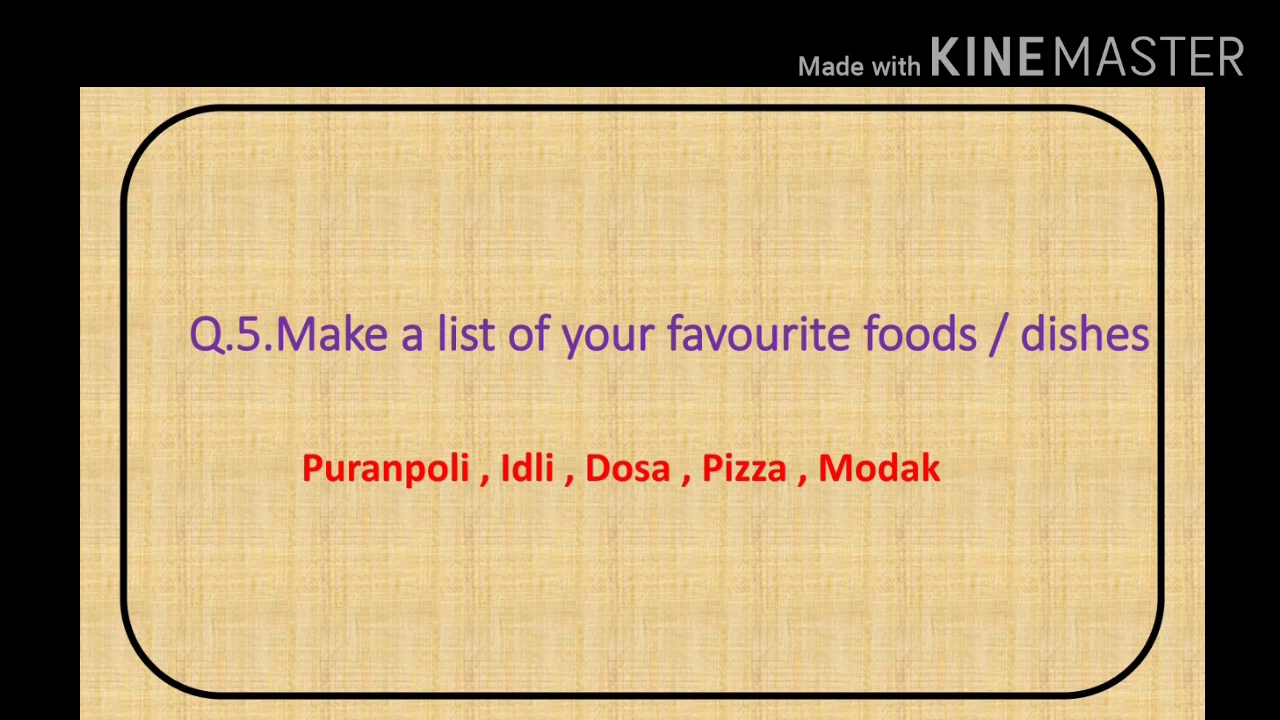 Made with KINEMASTER
Q.5.Make a list of your favourite foods / dishes
Puranpoli , Idli , Dosa , Pizza , Modak